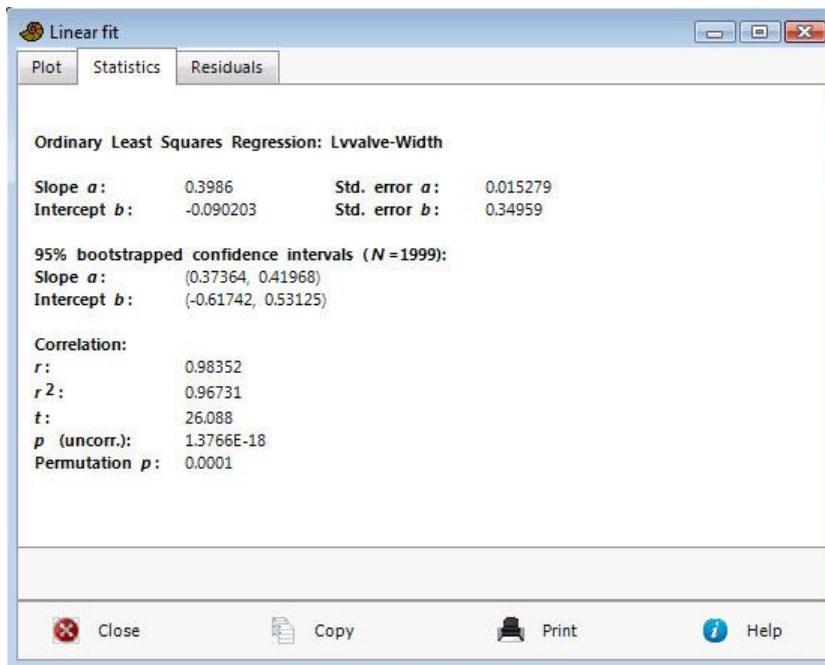 Linear fit
Plot Statistics Residuals
Ordinary Least Squares Regression: Lvvalve-Width
Slope a: 0.3986 Std. error a: 0.015279
Intercept b: -0.090203 Std. error b: 0.34959
95% bootstrapped confidence intervals (N=1999):
Slope a: (0.37364, 0.41968)
Intercept b: (-0.61742, 0.53125)
Correlation:
r: 0.98352
r2: 0.96731
t: 26.088
p (uncorr.): 1.3766E-18
Permutation p: 0.0001
Close Copy Print Help